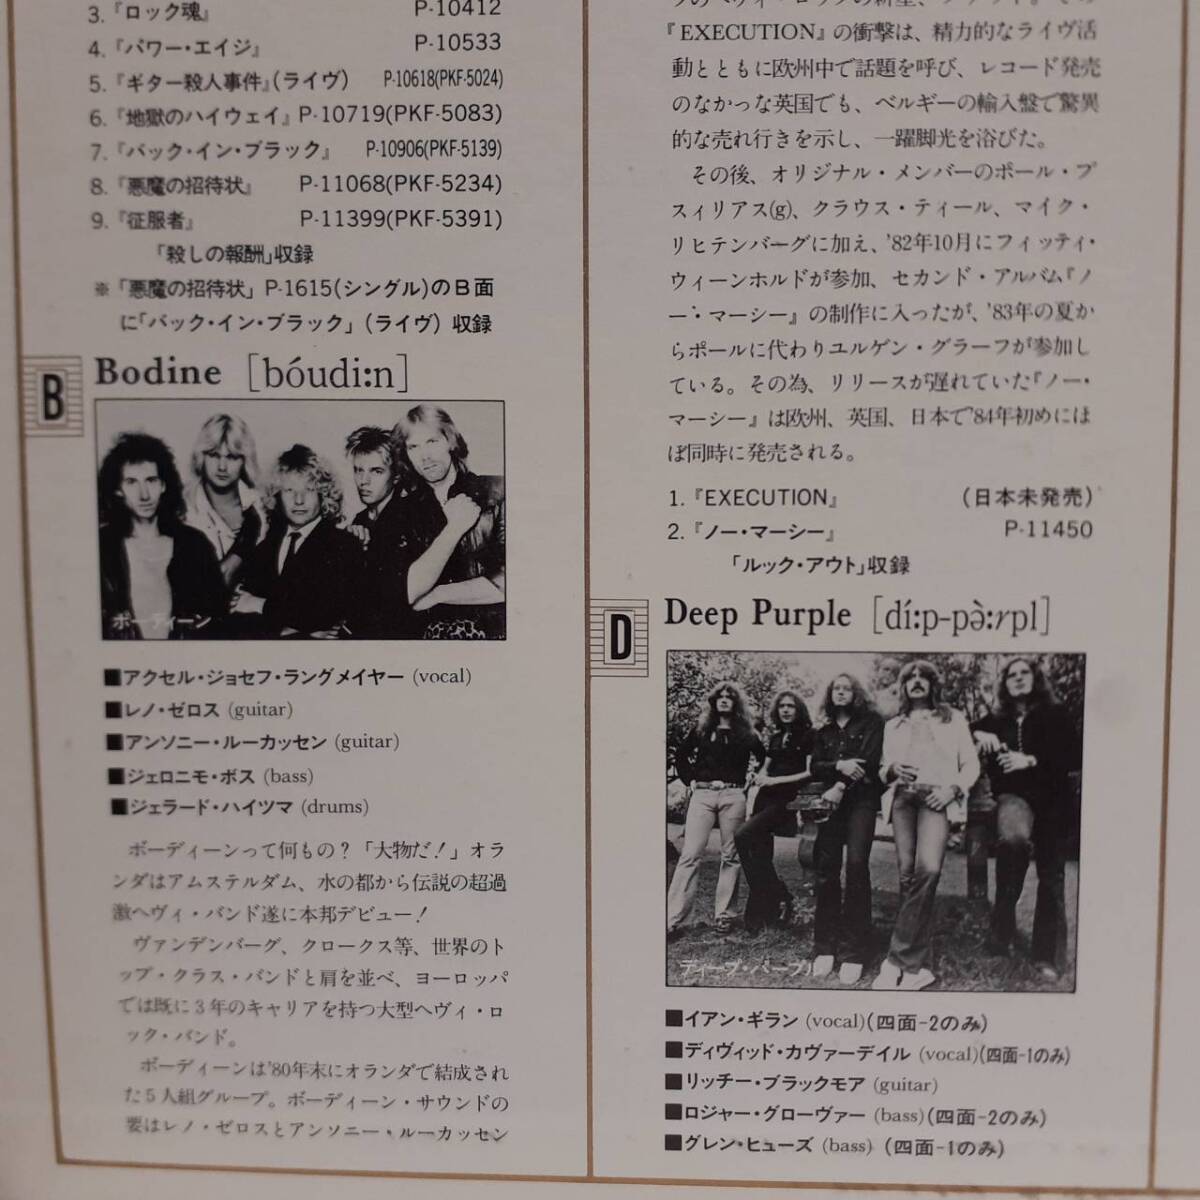 3.『ロック魂』 P-10412
4.『パワー・エイジ』 P-10533
5.『ギター殺人事件』(ライヴ) P-10618(PKF-5024)
6.『地獄のハイウェイ』P-10719(PKF-5083)
7.『バック・イン・ブラック』 P-10906(PKF-5139)
8.『悪魔の招待状』 P-11068(PKF-5234)
9.『征服者』 P-11399(PKF-5391)
「殺しの報酬」収録
※「悪魔の招待状」P-1615(シングル)のB面
に「バック・イン・ブラック」(ライヴ) 収録
B
Bodine [bóudi:n]
ボーディーン
■アクセル・ジョセフ・ラングメイヤー (vocal)
■レノ・ゼロス (guitar)
■アンソニー・ルーカッセン (guitar)
■ジェロニモ・ボス (bass)
■ジェラード・ハイツマ (drums)
ボーディーンって何もの?「大物だ!」オラ
ンダはアムステルダム、水の都から伝説の超過
激ヘヴィ・バンド遂に本邦デビュー!
ヴァンデンバーグ、クロークス等、世界のト
ップ・クラス・バンドと肩を並べ、ヨーロッパ
では既に3年のキャリアを持つ大型ヘヴィ・ロ
ック・バンド。
ボーディーンは'80年末にオランダで結成され
た5人組グループ。ボーディーン・サウンドの
要はレノ・ゼロスとアンソニー・ルーカッセン
『EXECUTION』の衝撃は、精力的なライヴ活
動とともに欧州中で話題を呼び、レコード発売
のなかっな英国でも、ベルギーの輸入盤で驚異
的な売れ行きを示し、一躍脚光を浴びた。
その後、オリジナル・メンバーのポール・プ
スィリアス(g)、クラウス・ティール、マイク・
リヒテンバーグに加え、'82年10月にフィッティ・
ウィーンホルドが参加、セカンド・アルバム『ノ
ー・マーシー』の制作に入ったが、'83年の夏か
らポールに代わりユルゲン・グラーフが参加し
ている。その為、リリースが遅れていた『ノー・
マーシー』は欧州、英国、日本で'84年初めにほ
ぼ同時に発売される。
1.『EXECUTION』 (日本未発売)
2.『ノー・マーシー』 P-11450
「ルック・アウト」収録
D
Deep Purple [dí:p-pə̀:rpl]
ディープ・パープル
■イアン・ギラン (vocal)(四面-2のみ)
■ディヴィッド・カヴァーデイル (vocal)(四面-1のみ)
■リッチー・ブラックモア (guitar)
■ロジャー・グローヴァー (bass)(四面-2のみ)
■グレン・ヒューズ (bass) (四面-1のみ)